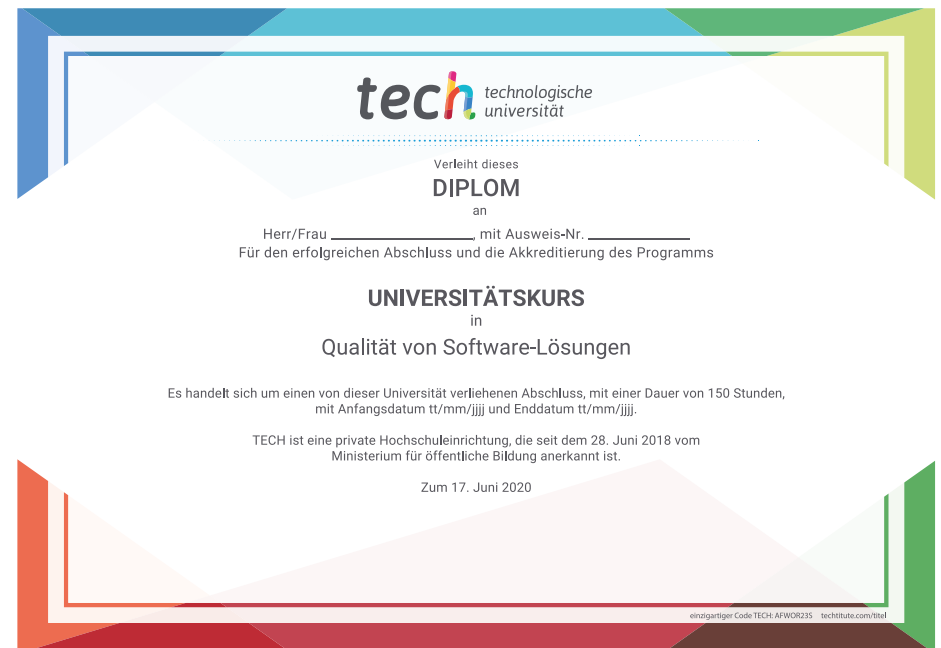 tech technologische
universität
Verleiht dieses
DIPLOM
an
Herr/Frau ________________, mit Ausweis-Nr. ____________
Für den erfolgreichen Abschluss und die Akkreditierung des Programms
UNIVERSITÄTSKURS
in
Qualität von Software-Lösungen
Es handelt sich um einen von dieser Universität verliehenen Abschluss, mit einer Dauer von 150 Stunden,
mit Anfangsdatum tt/mm/jjjj und Enddatum tt/mm/jjjj.
TECH ist eine private Hochschuleinrichtung, die seit dem 28. Juni 2018 vom
Ministerium für öffentliche Bildung anerkannt ist.
Zum 17. Juni 2020
einzigartiger Code TECH: AFWOR23S techtitute.com/titel